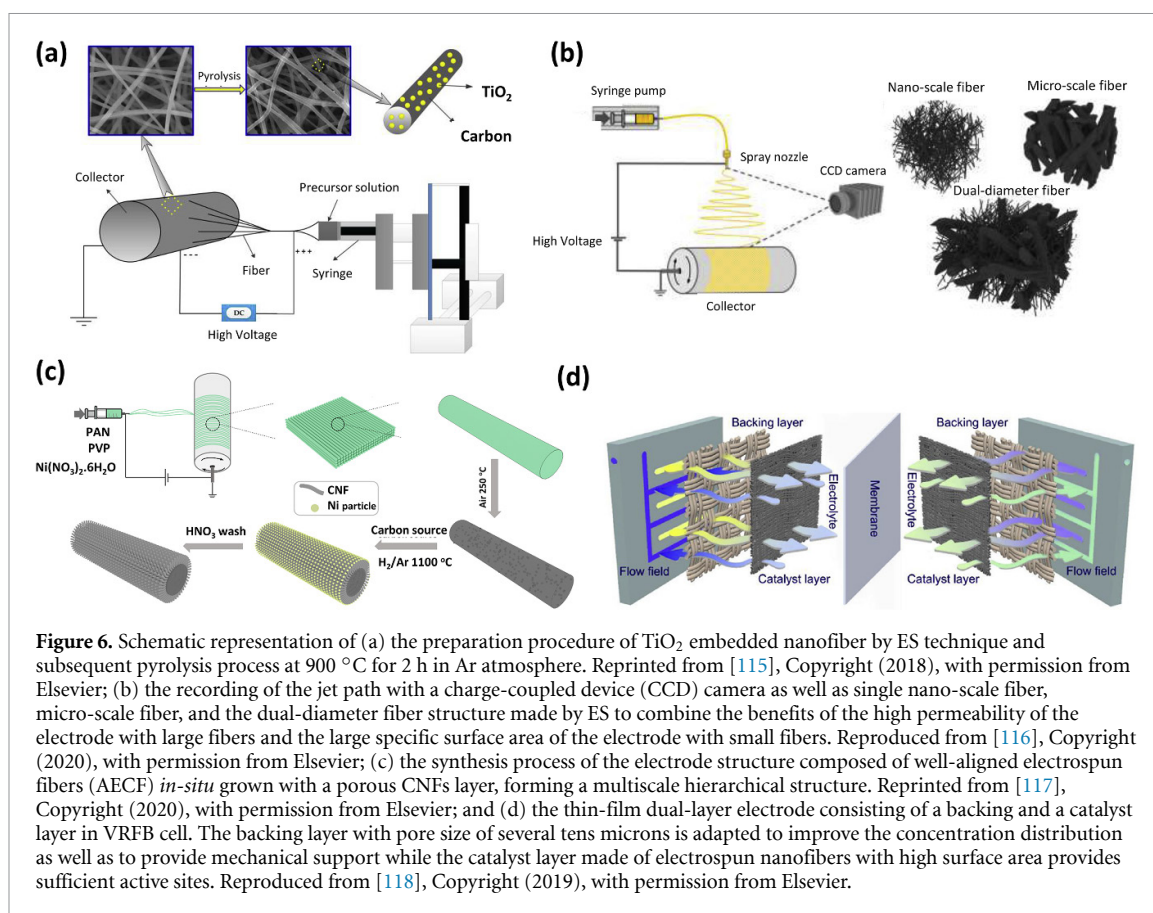 (a)
Pyrolysis
TiO2
Carbon
Collector
Precursor solution
---
+++
Fiber
Syringe
DC
High Voltage
(b)
Syringe pump
Nano-scale fiber
Micro-scale fiber
Spray nozzle
CCD camera
Dual-diameter fiber
High Voltage
Collector
(c)
PAN
PVP
Ni(NO3)2.6H2O
CNF
Ni particle
Air 250 °C
HNO3 wash
Carbon source
H2/Ar 1100 °C
(d)
Backing layer
Backing layer
Electrolyte
Membrane
Electrolyte
Flow field
Catalyst layer
Catalyst layer
Flow field
Figure 6. Schematic representation of (a) the preparation procedure of TiO2 embedded nanofiber by ES technique and
subsequent pyrolysis process at 900 °C for 2 h in Ar atmosphere. Reprinted from [115], Copyright (2018), with permission from
Elsevier; (b) the recording of the jet path with a charge-coupled device (CCD) camera as well as single nano-scale fiber,
micro-scale fiber, and the dual-diameter fiber structure made by ES to combine the benefits of the high permeability of the
electrode with large fibers and the large specific surface area of the electrode with small fibers. Reproduced from [116], Copyright
(2020), with permission from Elsevier; (c) the synthesis process of the electrode structure composed of well-aligned electrospun
fibers (AECF) in-situ grown with a porous CNFs layer, forming a multiscale hierarchical structure. Reprinted from [117],
Copyright (2020), with permission from Elsevier; and (d) the thin-film dual-layer electrode consisting of a backing and a catalyst
layer in VRFB cell. The backing layer with pore size of several tens microns is adapted to improve the concentration distribution
as well as to provide mechanical support while the catalyst layer made of electrospun nanofibers with high surface area provides
sufficient active sites. Reproduced from [118], Copyright (2019), with permission from Elsevier.